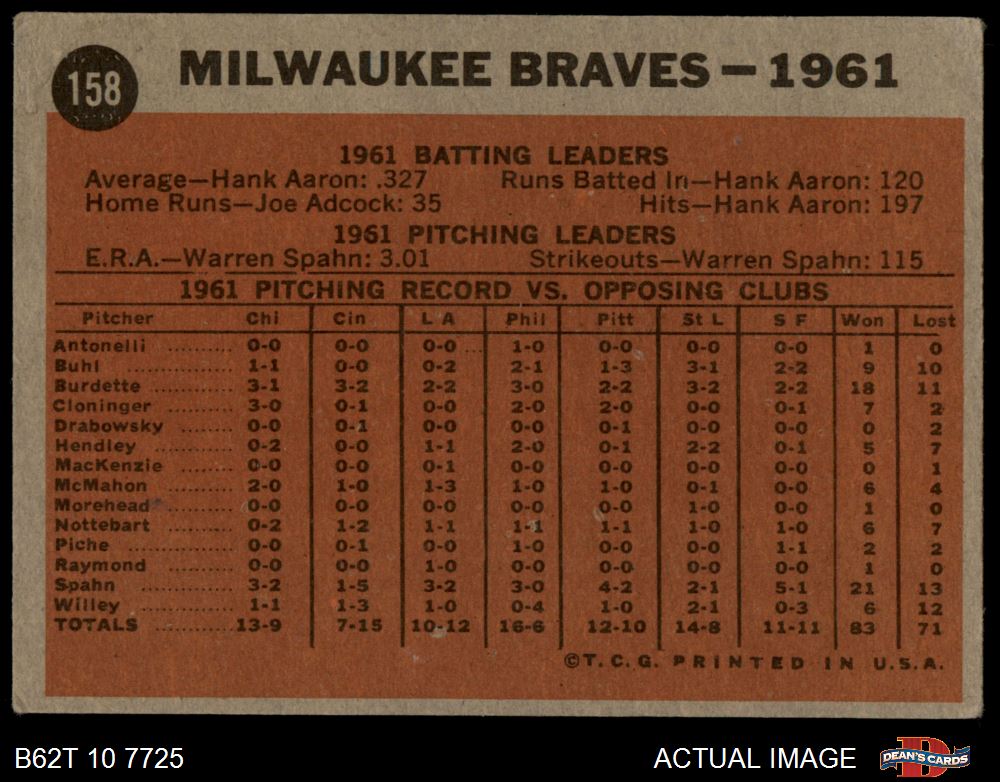 158
MILWAUKEE BRAVES — 1961
1961 BATTING LEADERS
Average—Hank Aaron: .327 Runs Batted In—Hank Aaron: 120
Home Runs—Joe Adcock: 35 Hits—Hank Aaron: 197
1961 PITCHING LEADERS
E.R.A.—Warren Spahn: 3.01 Strikeouts—Warren Spahn: 115
1961 PITCHING RECORD VS. OPPOSING CLUBS
Pitcher Chi Cin L A Phil Pitt St L S F Won Lost
Antonelli .......... 0-0 0-0 0-0 ... 1-0 0-0 0-0 0-0 1 0
Buhl .......... 1-1 0-0 0-2 2-1 1-3 3-1 2-2 9 10
Burdette .......... 3-1 3-2 2-2 3-0 2-2 3-2 2-2 18 11
Cloninger .......... 3-0 0-1 0-0 2-0 2-0 0-0 0-1 7 2
Drabowsky ........ 0-0 0-1 0-0 0-0 0-1 0-0 0-0 0 2
Hendley .......... 0-2 0-0 1-1 2-0 0-1 2-2 0-1 5 7
MacKenzie ........ 0-0 0-0 0-1 0-0 0-0 0-0 0-0 0 1
McMahon .......... 2-0 1-0 1-3 1-0 1-0 0-1 0-0 6 4
Morehead .......... 0-0 0-0 0-0 0-0 0-0 1-0 0-0 1 0
Nottebart .......... 0-2 1-2 1-1 1-1 1-1 1-0 1-0 6 7
Piche .......... 0-0 0-1 0-0 1-0 0-0 0-0 1-1 2 2
Raymond .......... 0-0 0-0 1-0 0-0 0-0 0-0 0-0 1 0
Spahn .......... 3-2 1-5 3-2 3-0 4-2 2-1 5-1 21 13
Willey .......... 1-1 1-3 1-0 0-4 1-0 2-1 0-3 6 12
TOTALS .......... 13-9 7-15 10-12 16-6 12-10 14-8 11-11 83 71
©T.C.G. PRINTED IN U.S.A.
B62T 10 7725 ACTUAL IMAGE DEAN'S CARDS